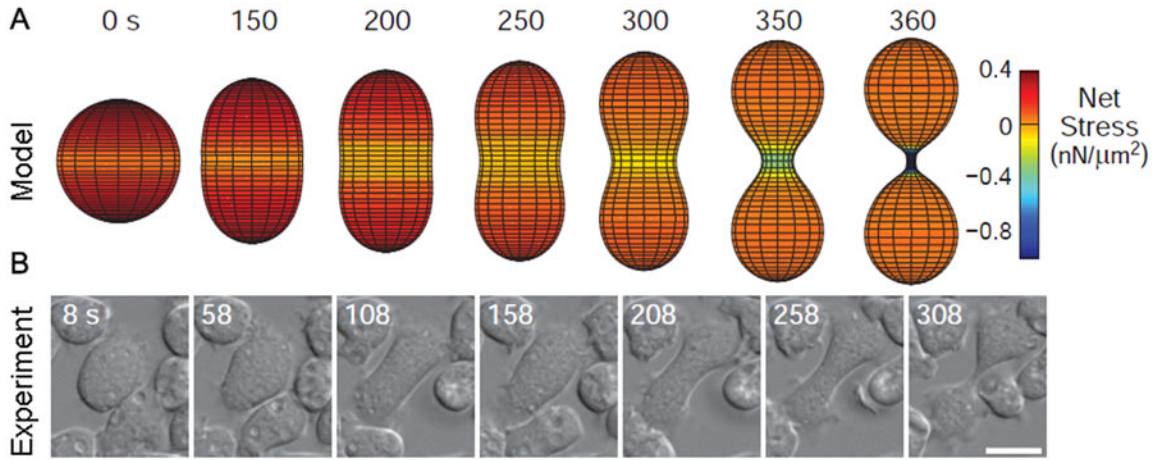 A 0 s 150 200 250 300 350 360
Model
0.4
0
−0.4
−0.8
Net
Stress
(nN/μm²)
B
Experiment
8 s 58 108 158 208 258 308